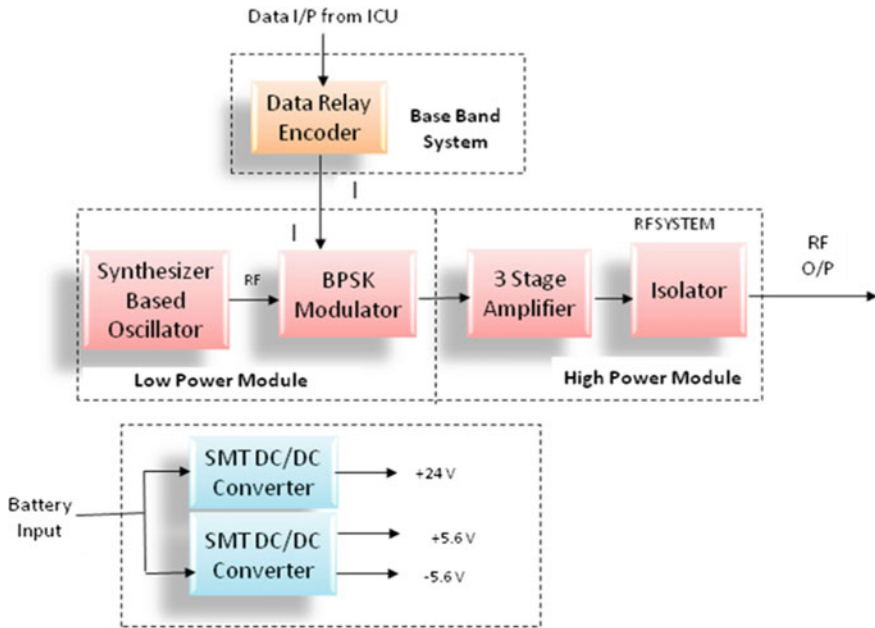 Data I/P from ICU
Data Relay
Encoder
Base Band
System
I
I
RFSYSTEM
RF
O/P
Synthesizer
Based
Oscillator
RF
BPSK
Modulator
3 Stage
Amplifier
Isolator
Low Power Module
High Power Module
Battery
Input
SMT DC/DC
Converter
+24 V
SMT DC/DC
Converter
+5.6 V
-5.6 V